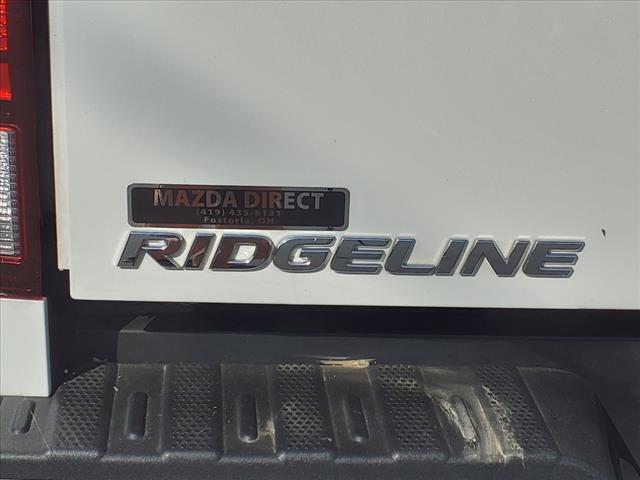 MAZDA DIRECT
(419) 435-8131
Fostoria, OH
RIDGELINE